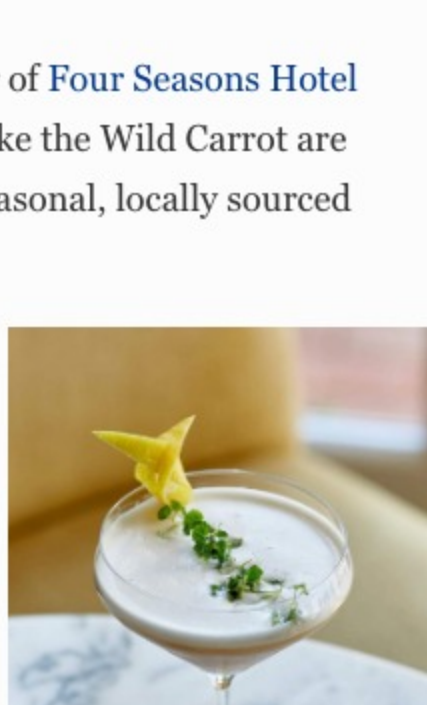 of Four Seasons Hotel
ke the Wild Carrot are
asonal, locally sourced